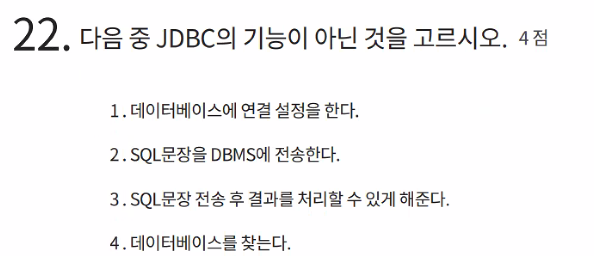 22. 다음 중 JDBC의 기능이 아닌 것을 고르시오. 4점
1. 데이터베이스에 연결 설정을 한다.
2. SQL문장을 DBMS에 전송한다.
3. SQL문장 전송 후 결과를 처리할 수 있게 해준다.
4. 데이터베이스를 찾는다.